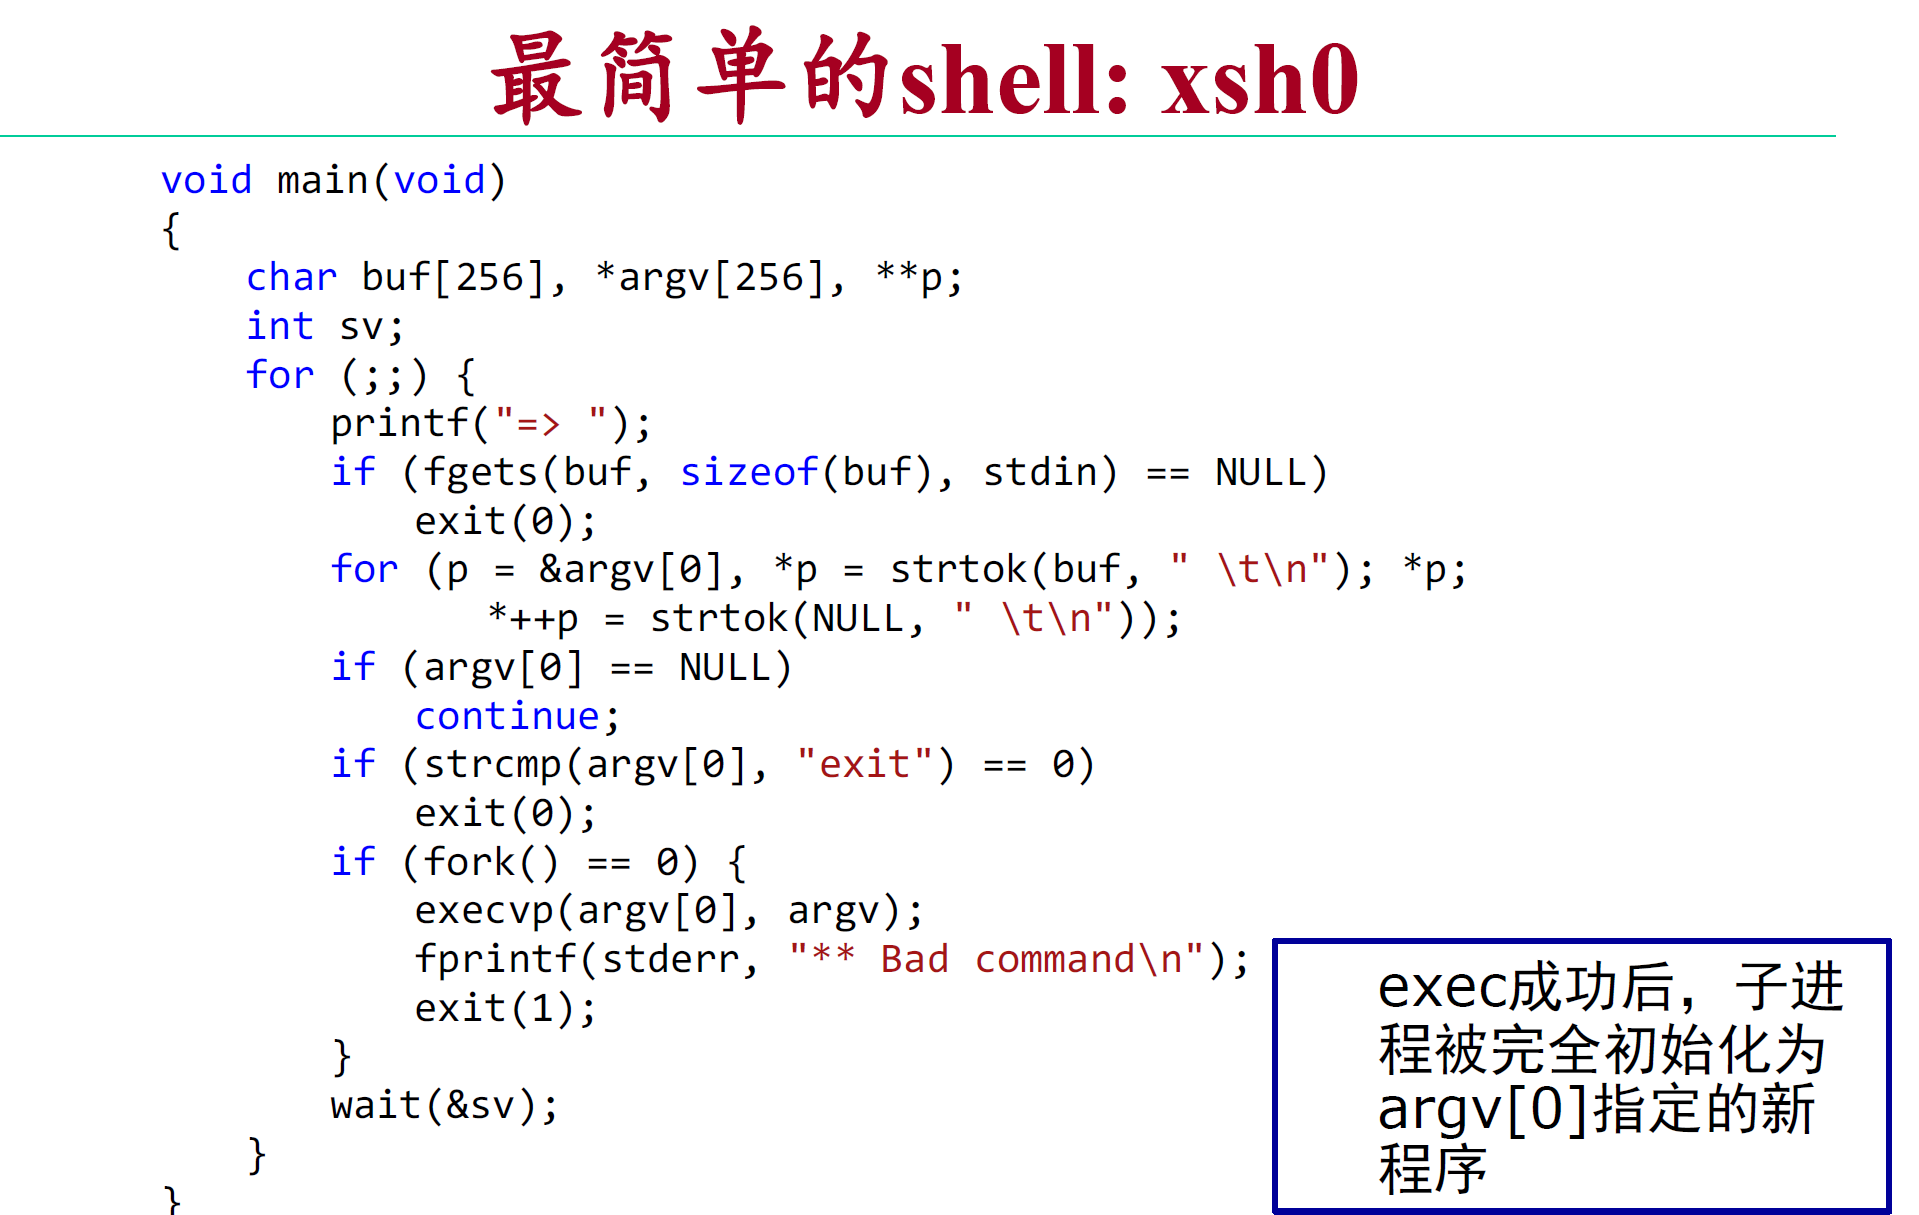 最简单的shell: xsh0
void main(void)
{
    char buf[256], *argv[256], **p;
    int sv;
    for (;;) {
        printf("=> ");
        if (fgets(buf, sizeof(buf), stdin) == NULL)
            exit(0);
        for (p = &argv[0], *p = strtok(buf, " \t\n"); *p;
               *++p = strtok(NULL, " \t\n"));
        if (argv[0] == NULL)
            continue;
        if (strcmp(argv[0], "exit") == 0)
            exit(0);
        if (fork() == 0) {
            execvp(argv[0], argv);
            fprintf(stderr, "** Bad command\n");
            exit(1);
        }
        wait(&sv);
    }
}
exec成功后，子进
程被完全初始化为
argv[0]指定的新
程序